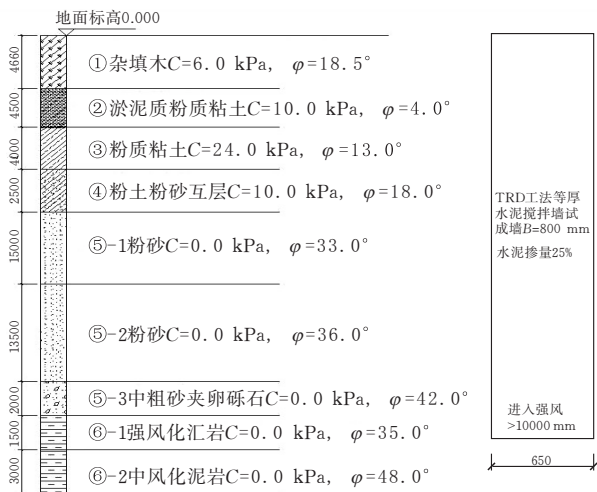 地面标高0.000
4660
①杂填木C=6.0 kPa, φ=18.5°
4500
②淤泥质粉质粘土C=10.0 kPa, φ=4.0°
4000
③粉质粘土C=24.0 kPa, φ=13.0°
2500
④粉土粉砂互层C=10.0 kPa, φ=18.0°
15000
⑤-1粉砂C=0.0 kPa, φ=33.0°
13500
⑤-2粉砂C=0.0 kPa, φ=36.0°
2000
⑤-3中粗砂夹卵砾石C=0.0 kPa, φ=42.0°
1500
⑥-1强风化汇岩C=0.0 kPa, φ=35.0°
3000
⑥-2中风化泥岩C=0.0 kPa, φ=48.0°
TRD工法等厚
水泥搅拌墙试
成墙B=800 mm
水泥掺量25%
进入强风
>10000 mm
650